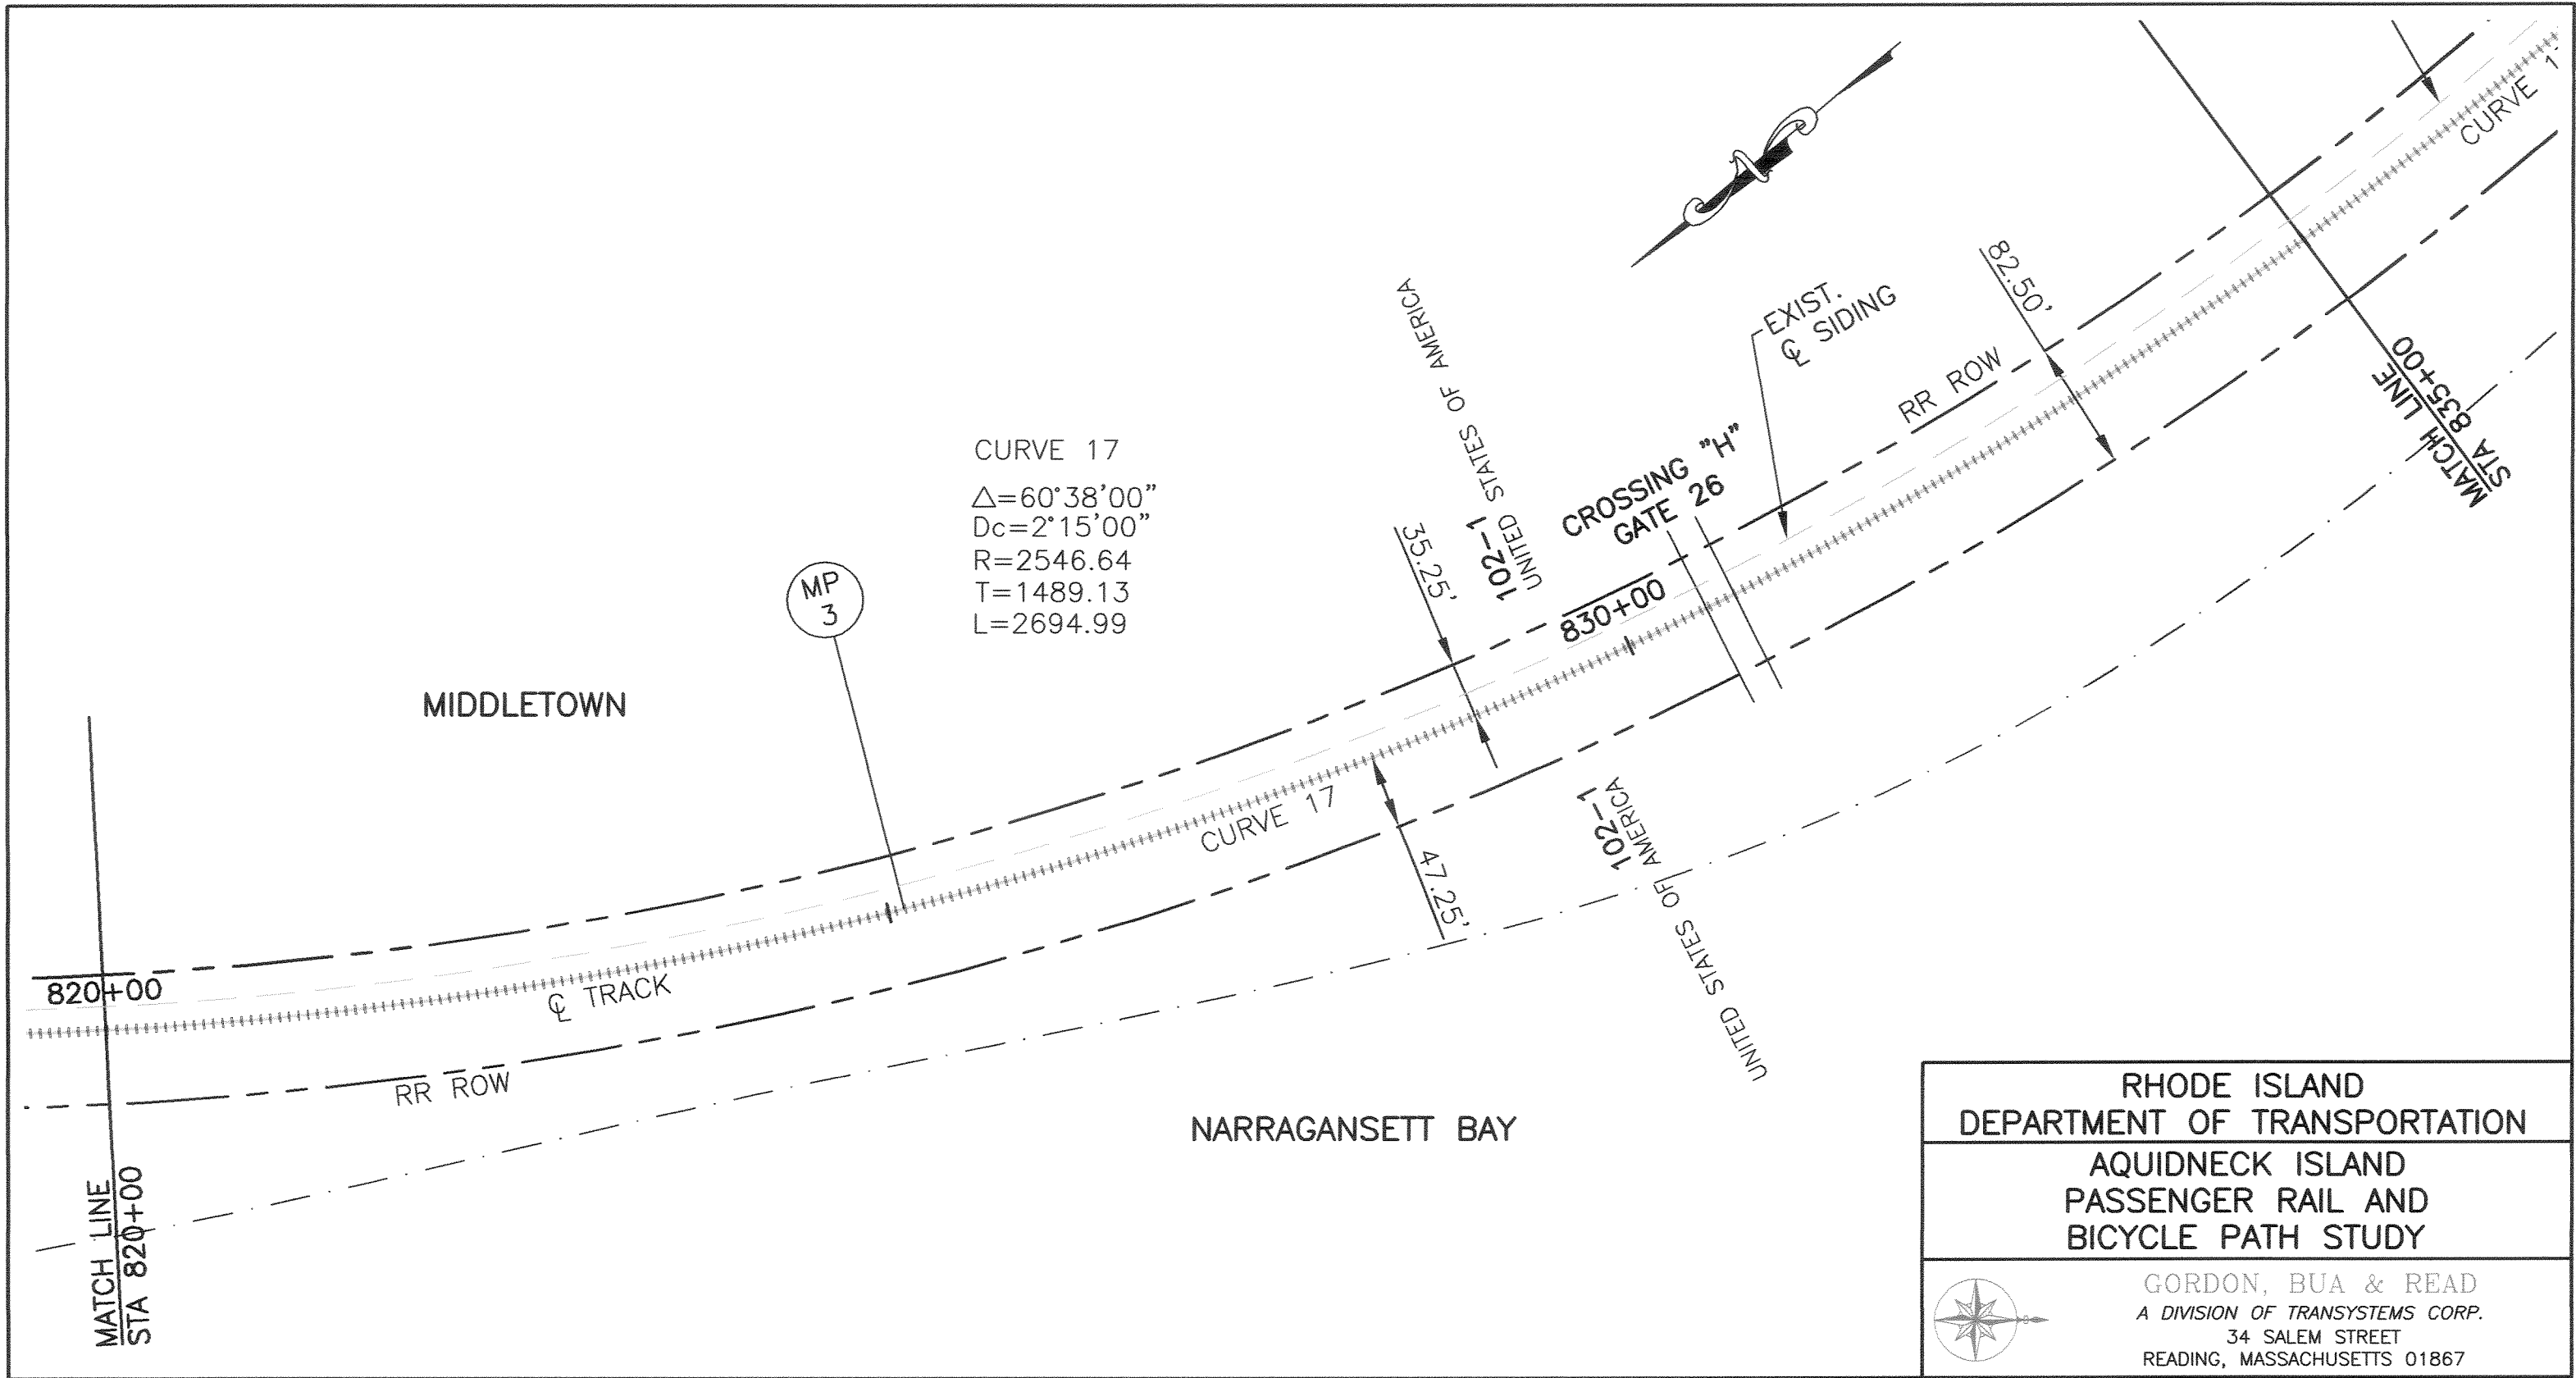 CURVE 17
Δ=60°38'00"
Dc=2°15'00"
R=2546.64
T=1489.13
L=2694.99
MP
3
MIDDLETOWN
820+00
MATCH LINE
STA 820+00
℄ TRACK
RR ROW
CURVE 17
35.25'
47.25'
102-1
UNITED STATES OF AMERICA
102-1
UNITED STATES OF AMERICA
830+00
CROSSING "H"
GATE 26
EXIST.
℄ SIDING
RR ROW
82.50'
MATCH LINE
STA 835+00
CURVE
NARRAGANSETT BAY
RHODE ISLAND
DEPARTMENT OF TRANSPORTATION
AQUIDNECK ISLAND
PASSENGER RAIL AND
BICYCLE PATH STUDY
GORDON, BUA & READ
A DIVISION OF TRANSYSTEMS CORP.
34 SALEM STREET
READING, MASSACHUSETTS 01867